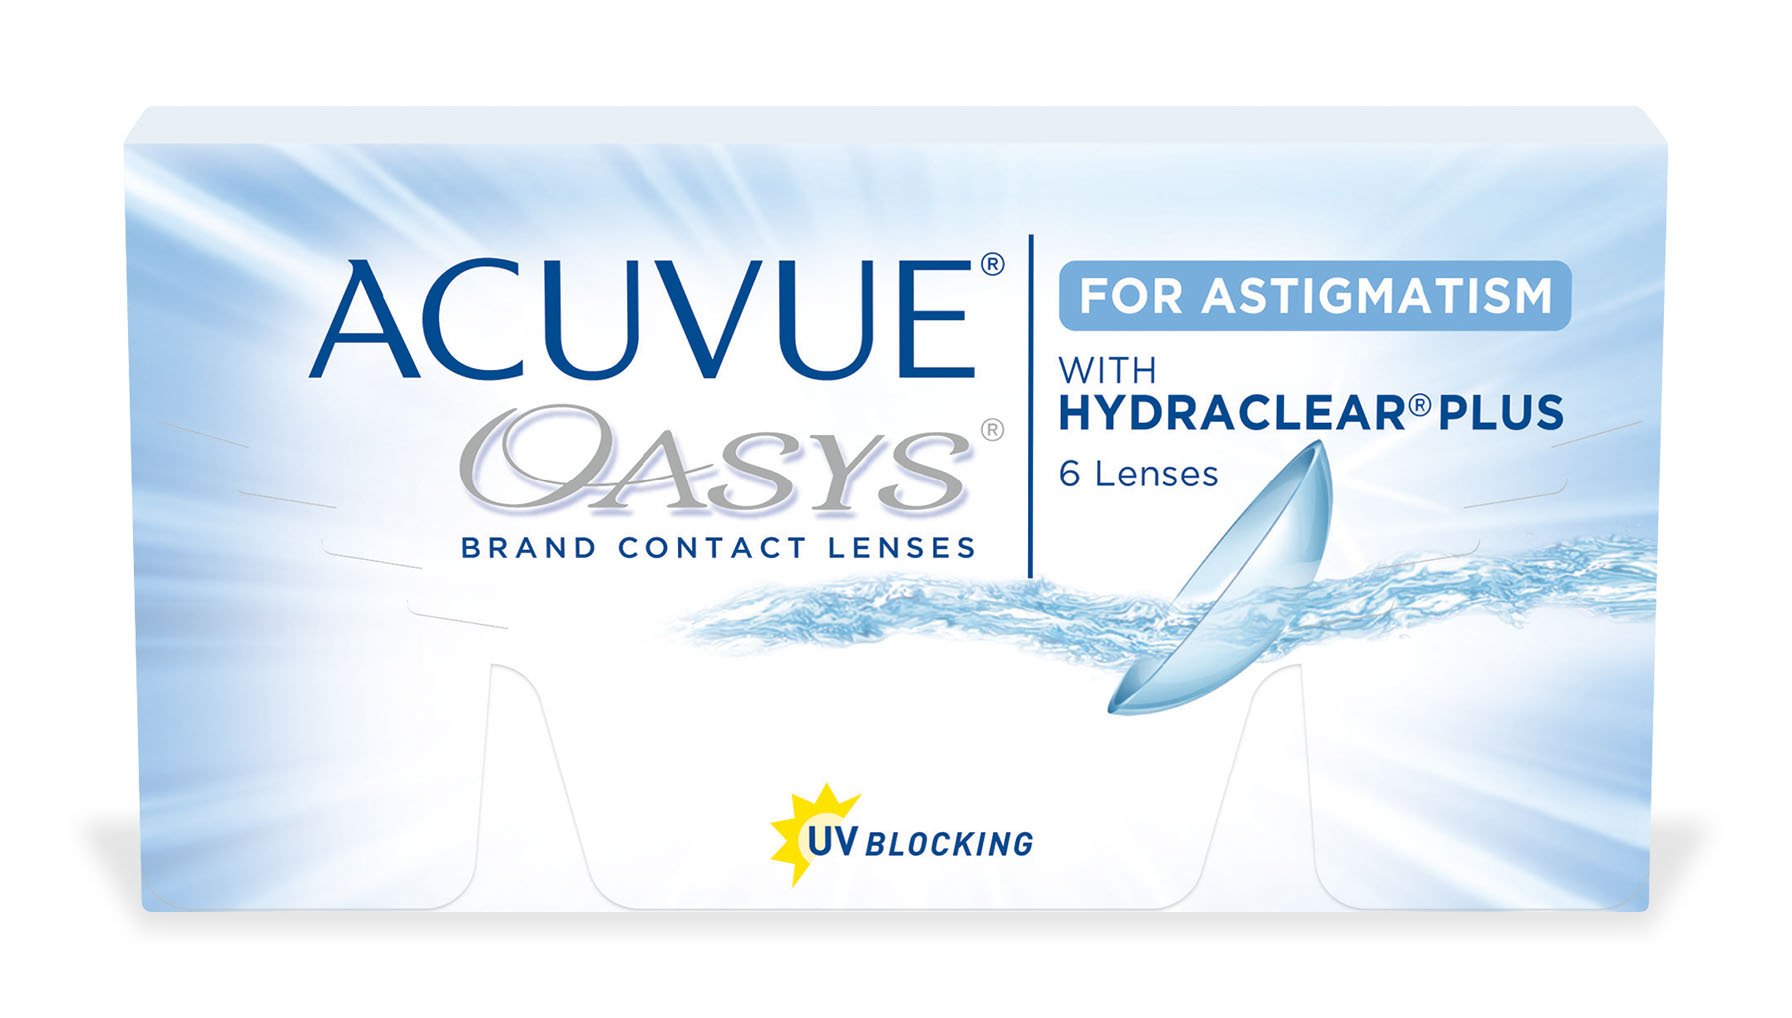 ACUVUE®
OASYS®
BRAND CONTACT LENSES
FOR ASTIGMATISM
WITH
HYDRACLEAR® PLUS
6 Lenses
UV BLOCKING